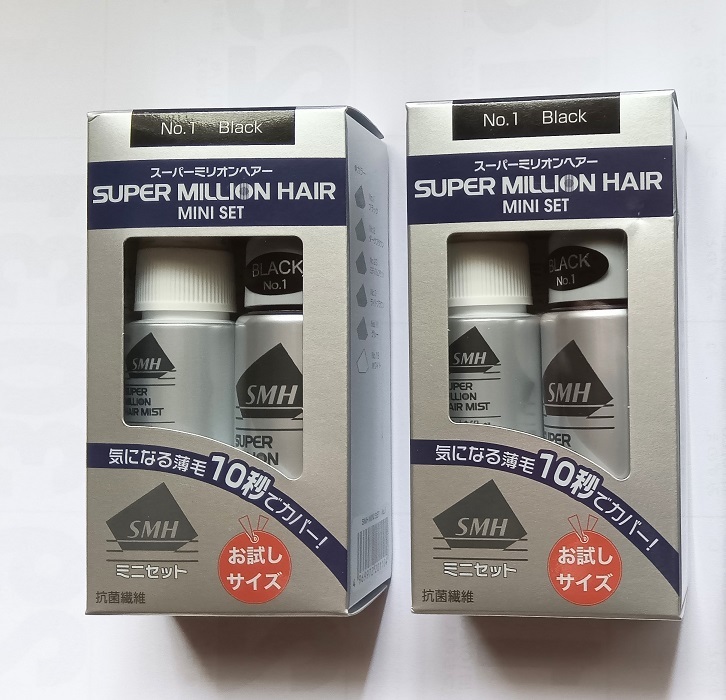 No.1 Black
スーパーミリオンヘアー
SUPER MILLION HAIR
MINI SET
BLACK
No.1
SMH
SUPER
MILLION
HAIR MIST
SMH
SUPER
気になる薄毛10秒でカバー!
SMH
ミニセット
お試し
サイズ
抗菌繊維
No.1 Black
スーパーミリオンヘアー
SUPER MILLION HAIR
MINI SET
BLACK
No.1
SMH
UPER
MILLION
AIR MIST
SMH
UPER
気になる薄毛10秒でカバー!
SMH
ミニセット
お試し
サイズ
抗菌繊維